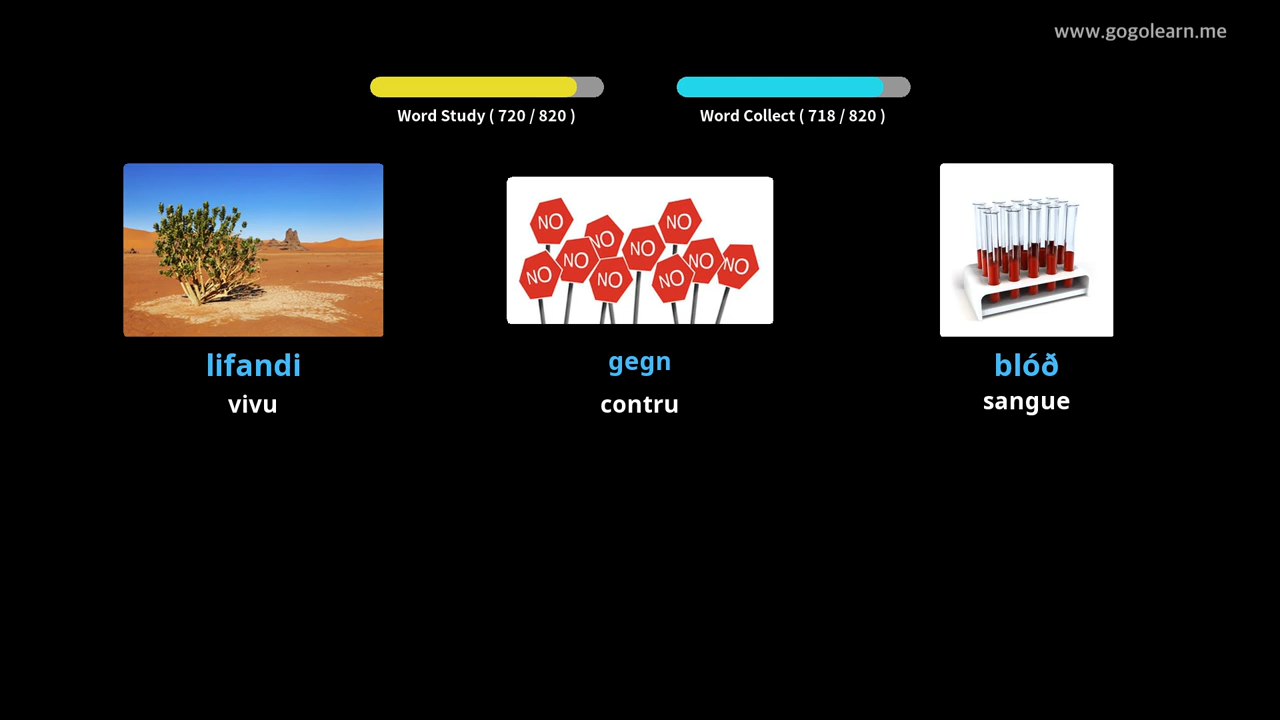 www.gogolearn.me
Word Study ( 720 / 820 )
Word Collect ( 718 / 820 )
NO
NO
NO
NO
NO
NO
NO
NO
NO
NO
lifandi
vivu
gegn
contru
blóð
sangue